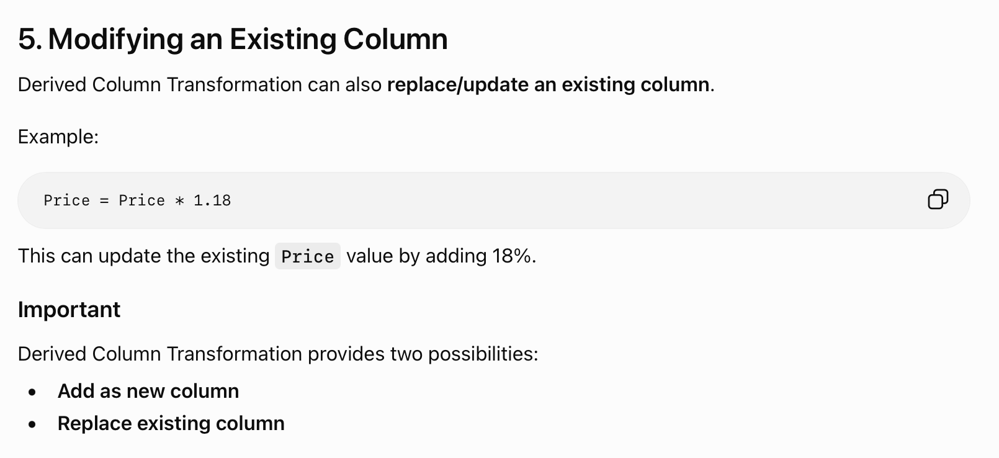 5. Modifying an Existing Column
Derived Column Transformation can also replace/update an existing column.
Example:
Price = Price * 1.18
This can update the existing Price value by adding 18%.
Important
Derived Column Transformation provides two possibilities:
• Add as new column
• Replace existing column